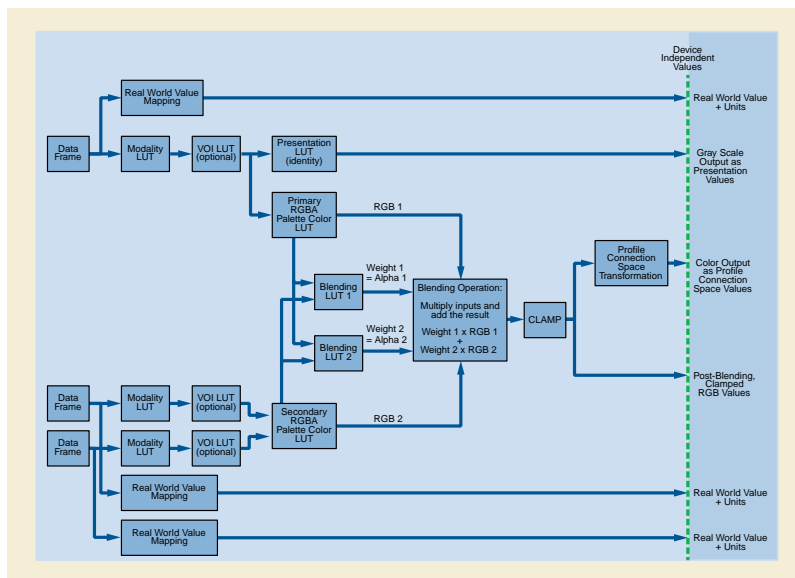 Device
Independent
Values
Real World Value
Mapping
Real World Value
+ Units
Data
Frame
Modality
LUT
VOI LUT
(optional)
Presentation
LUT
(identity)
Gray Scale
Output as
Presentation
Values
Primary
RGBA
Palette Color
LUT
RGB 1
Profile
Connection
Space
Transformation
Color Output
as Profile
Connection
Space Values
Blending
LUT 1
Weight 1
= Alpha 1
Blending Operation:
Multiply inputs and
add the result
Weight 1 x RGB 1
+
Weight 2 x RGB 2
CLAMP
Blending
LUT 2
Weight 2
= Alpha 2
Post-Blending,
Clamped
RGB Values
Data
Frame
Modality
LUT
VOI LUT
(optional)
Secondary
RGBA
Palette Color
LUT
RGB 2
Data
Frame
Modality
LUT
VOI LUT
(optional)
Real World Value
Mapping
Real World Value
+ Units
Real World Value
Mapping
Real World Value
+ Units